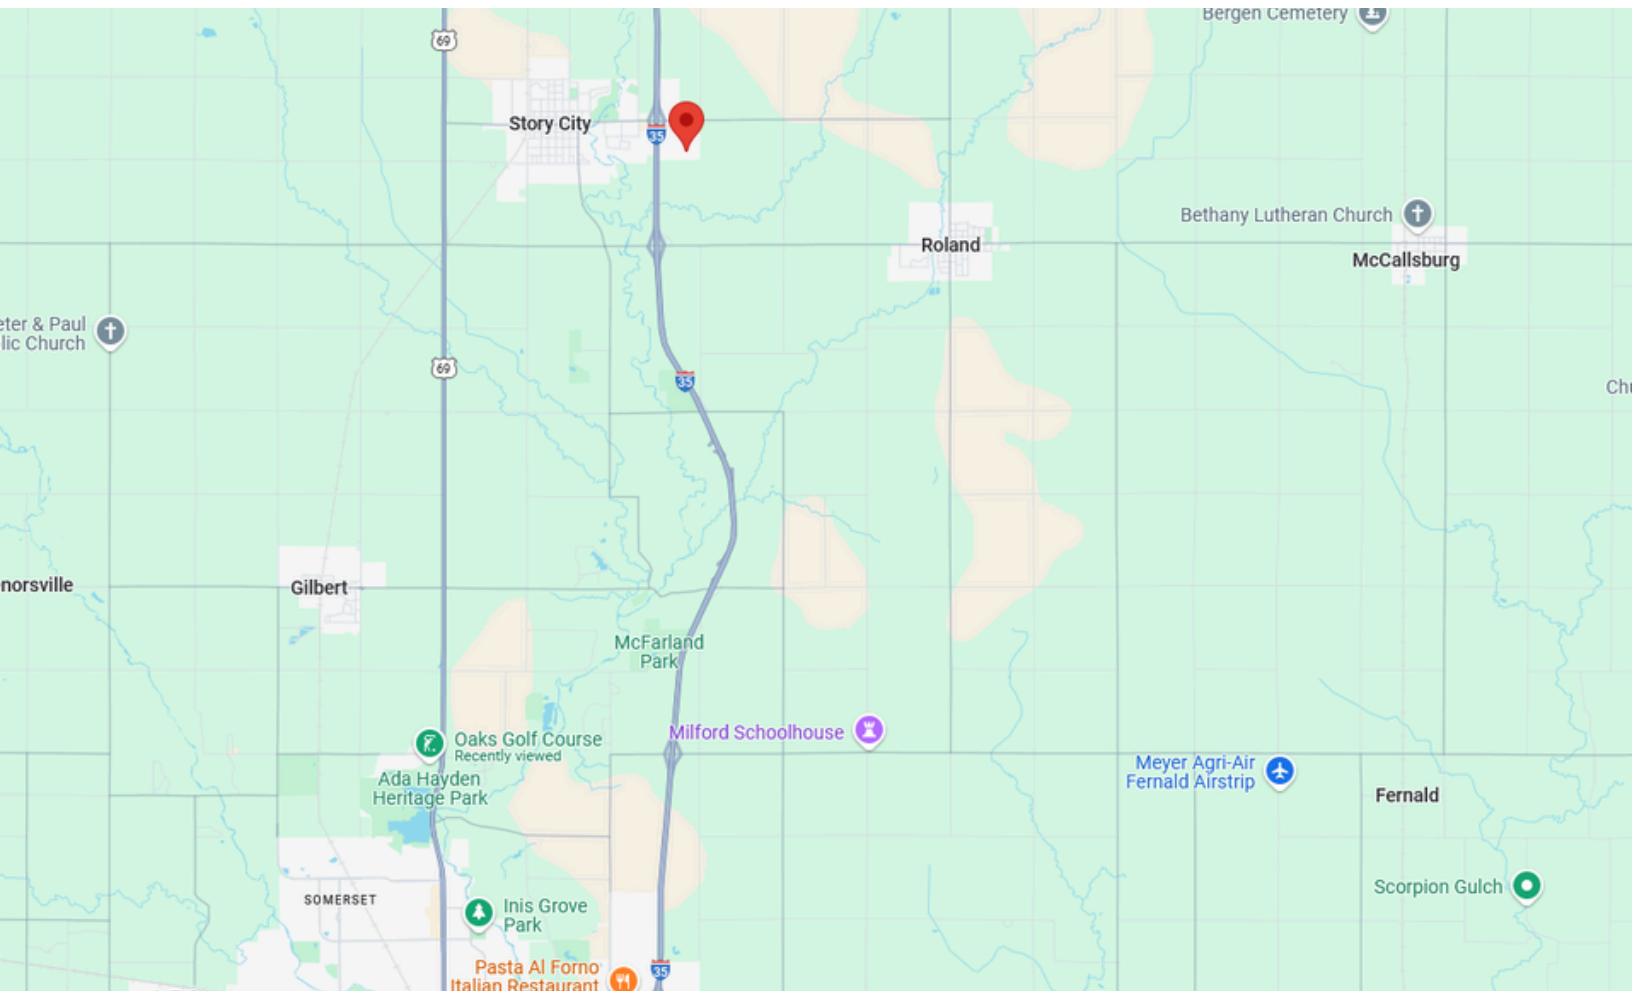 Bergen Cemetery
69
Story City
35
Bethany Lutheran Church
Roland
McCallsburg
eter & Paul
lic Church
69
35
Chu
norsville
Gilbert
McFarland
Park
Milford Schoolhouse
Oaks Golf Course
Recently viewed
Ada Hayden
Heritage Park
Meyer Agri-Air
Fernald Airstrip
Fernald
Scorpion Gulch
SOMERSET
Inis Grove
Park
Pasta Al Forno
Italian Restaurant
35